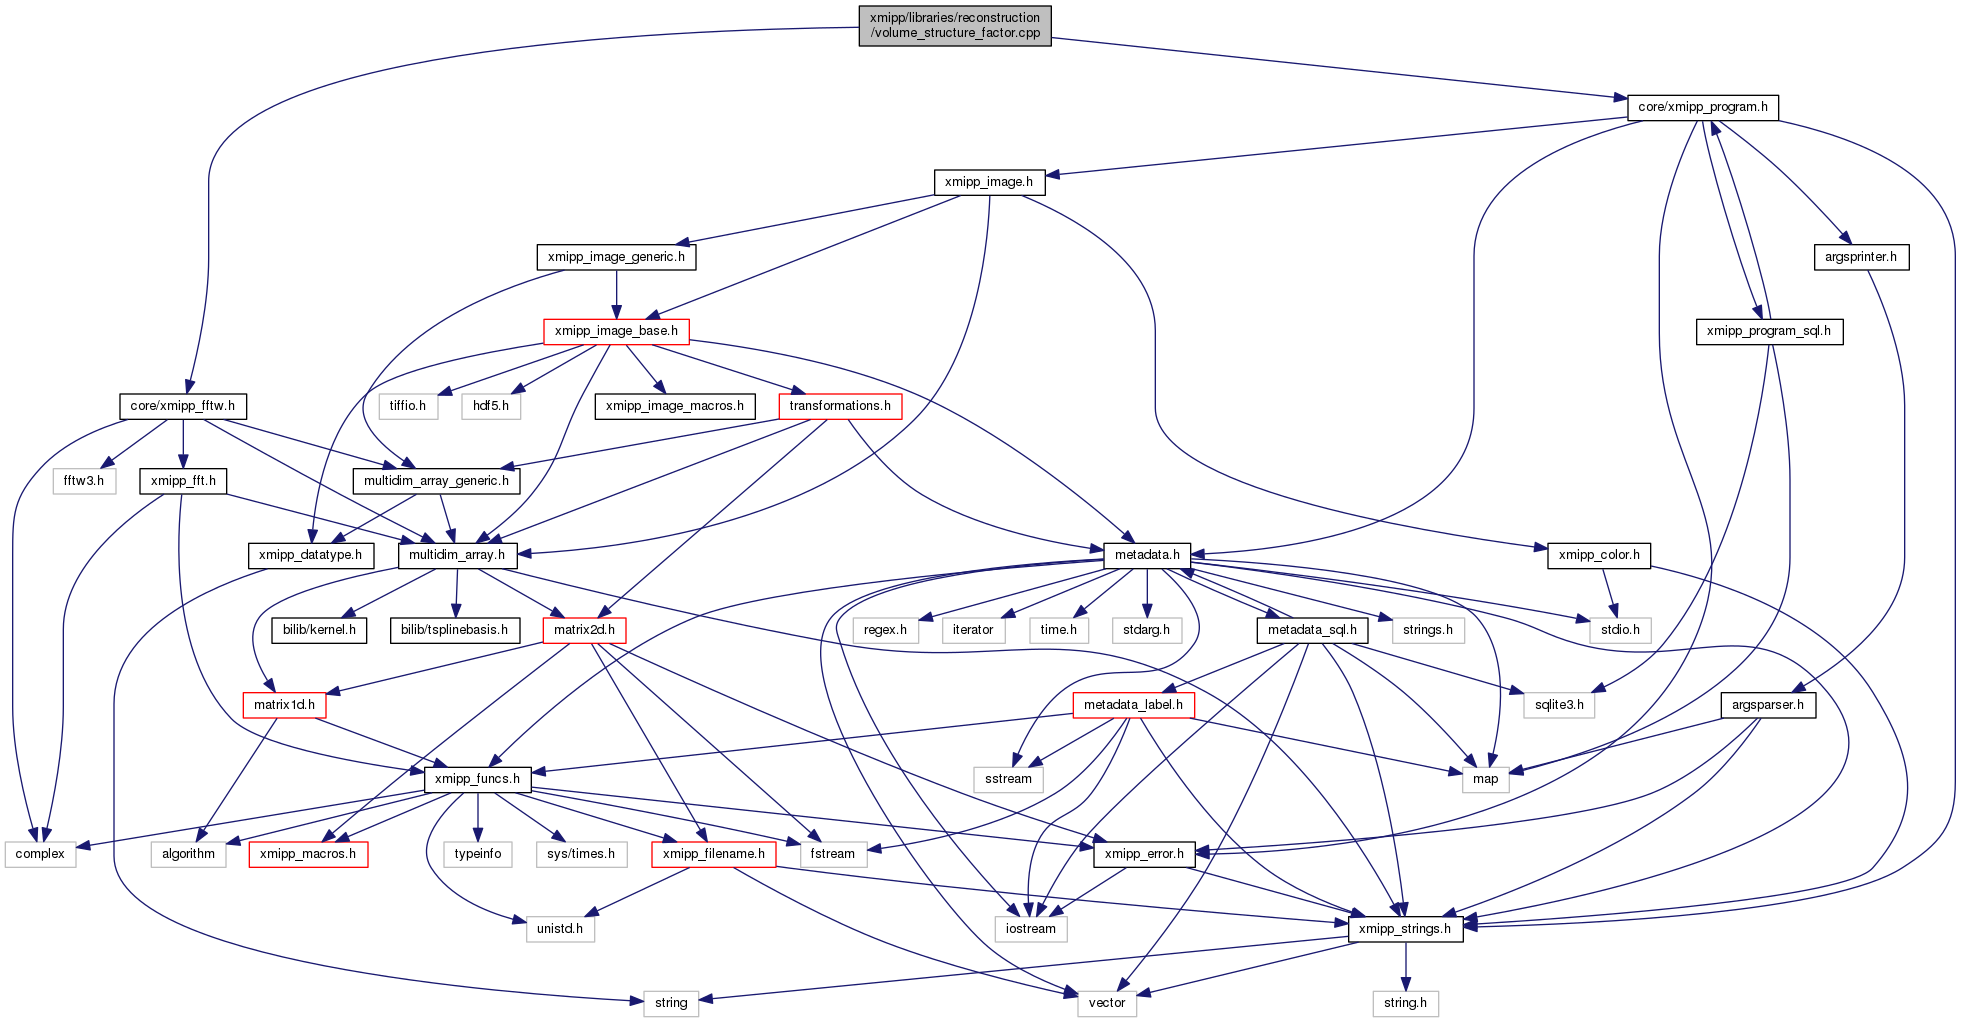 xmipp/libraries/reconstruction
/volume_structure_factor.cpp
core/xmipp_program.h
xmipp_image.h
xmipp_image_generic.h
argsprinter.h
xmipp_image_base.h
xmipp_program_sql.h
core/xmipp_fftw.h
tiffio.h
hdf5.h
xmipp_image_macros.h
transformations.h
fftw3.h
xmipp_fft.h
multidim_array_generic.h
xmipp_datatype.h
multidim_array.h
metadata.h
xmipp_color.h
bilib/kernel.h
bilib/tsplinebasis.h
matrix2d.h
regex.h
iterator
time.h
stdarg.h
metadata_sql.h
strings.h
stdio.h
matrix1d.h
metadata_label.h
sqlite3.h
argsparser.h
xmipp_funcs.h
sstream
map
complex
algorithm
xmipp_macros.h
typeinfo
sys/times.h
xmipp_filename.h
fstream
xmipp_error.h
unistd.h
iostream
xmipp_strings.h
string
vector
string.h